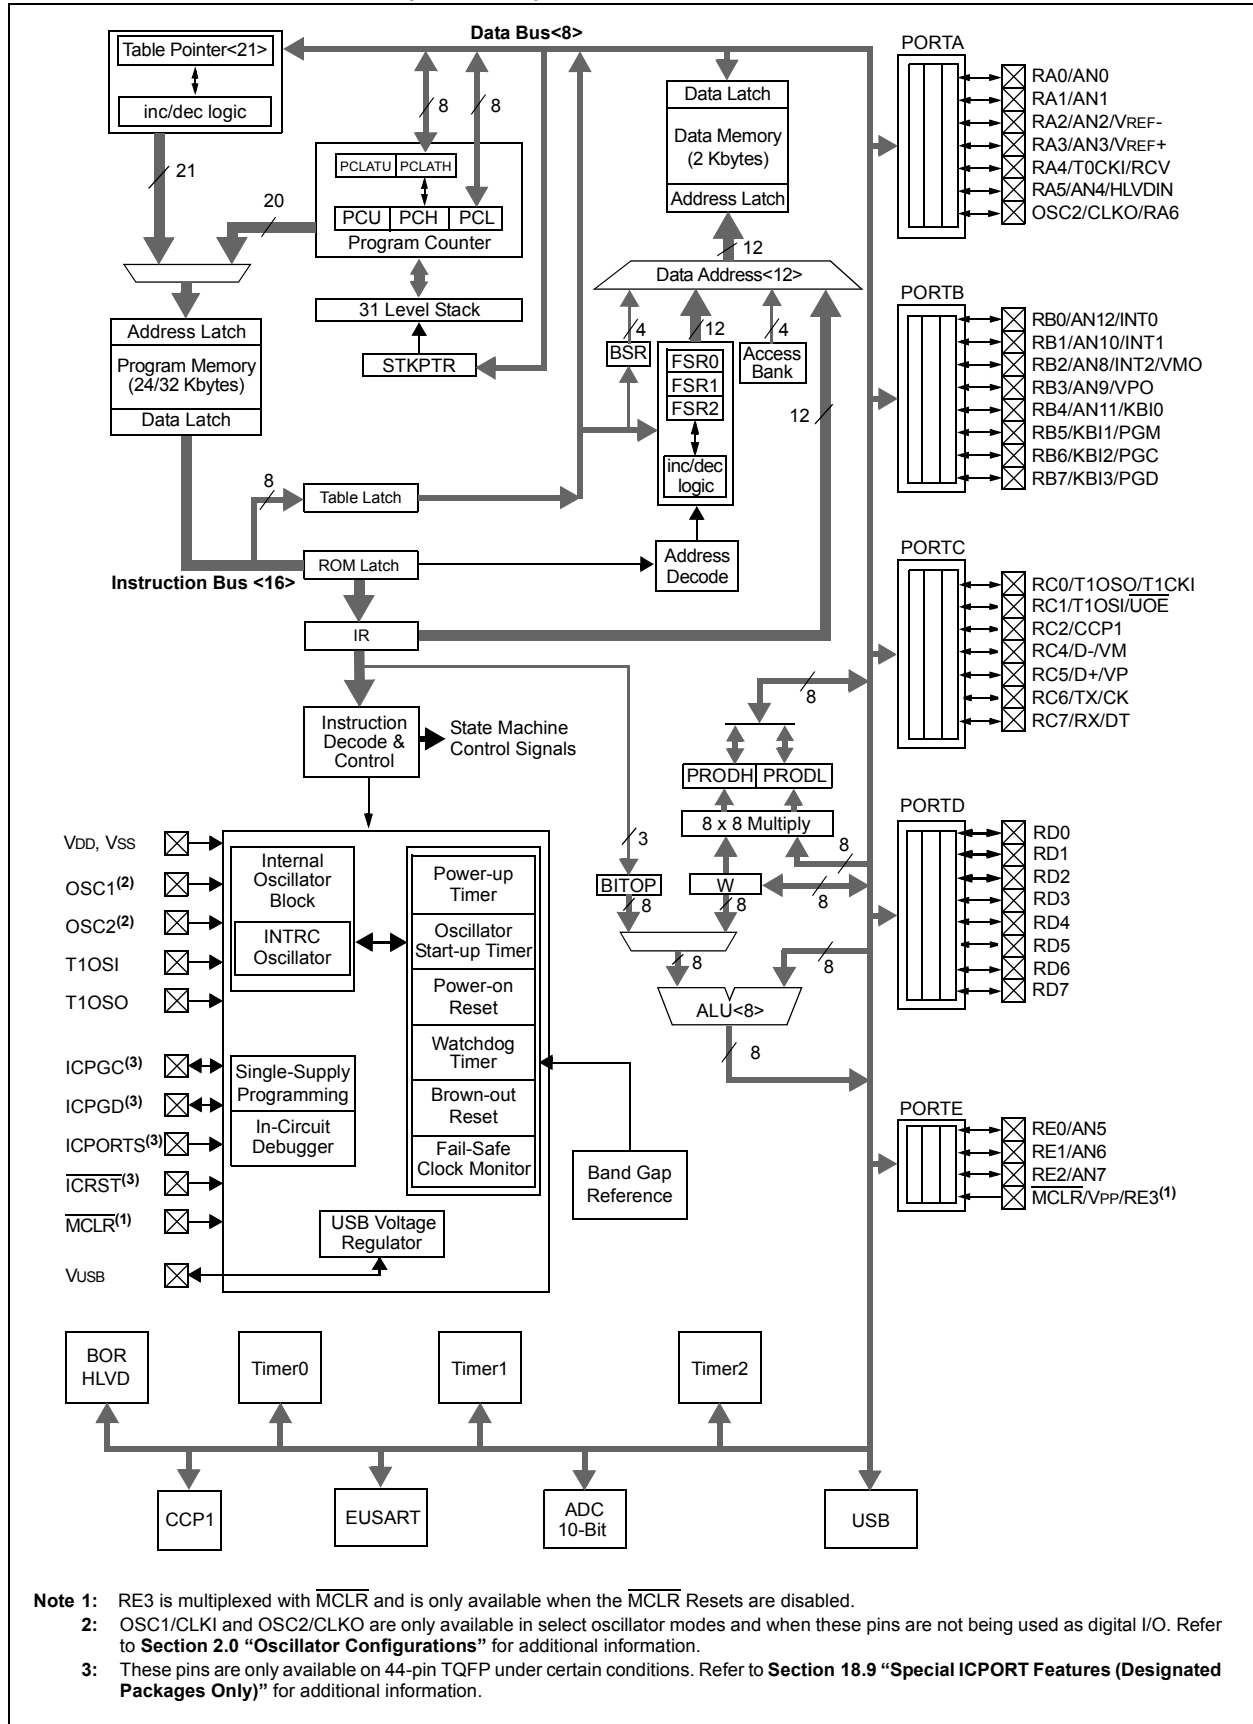 Data Bus<8>
Table Pointer<21>
inc/dec logic
21
8
8
PCLATU
PCLATH
20
PCU
PCH
PCL
Program Counter
31 Level Stack
STKPTR
Address Latch
Program Memory
(24/32 Kbytes)
Data Latch
8
Table Latch
ROM Latch
Instruction Bus <16>
IR
Data Latch
Data Memory
(2 Kbytes)
Address Latch
12
Data Address<12>
4
12
4
BSR
FSR0
FSR1
FSR2
inc/dec
logic
Access
Bank
12
Address
Decode
Instruction
Decode &
Control
State Machine
Control Signals
8
PRODH
PRODL
8 x 8 Multiply
3
8
BITOP
W
8
8
8
8
8
ALU<8>
8
PORTA
RA0/AN0
RA1/AN1
RA2/AN2/VREF-
RA3/AN3/VREF+
RA4/T0CKI/RCV
RA5/AN4/HLVDIN
OSC2/CLKO/RA6
PORTB
RB0/AN12/INT0
RB1/AN10/INT1
RB2/AN8/INT2/VMO
RB3/AN9/VPO
RB4/AN11/KBI0
RB5/KBI1/PGM
RB6/KBI2/PGC
RB7/KBI3/PGD
PORTC
RC0/T1OSO/T1CKI
RC1/T1OSI/UOE
RC2/CCP1
RC4/D-/VM
RC5/D+/VP
RC6/TX/CK
RC7/RX/DT
PORTD
RD0
RD1
RD2
RD3
RD4
RD5
RD6
RD7
PORTE
RE0/AN5
RE1/AN6
RE2/AN7
MCLR/VPP/RE3(1)
VDD, VSS
OSC1(2)
OSC2(2)
T1OSI
T1OSO
ICPGC(3)
ICPGD(3)
ICPORTS(3)
ICRST(3)
MCLR(1)
VUSB
Internal
Oscillator
Block
INTRC
Oscillator
Single-Supply
Programming
In-Circuit
Debugger
Power-up
Timer
Oscillator
Start-up Timer
Power-on
Reset
Watchdog
Timer
Brown-out
Reset
Fail-Safe
Clock Monitor
USB Voltage
Regulator
Band Gap
Reference
BOR
HLVD
Timer0
Timer1
Timer2
CCP1
EUSART
ADC
10-Bit
USB
Note 1: RE3 is multiplexed with MCLR and is only available when the MCLR Resets are disabled.
2: OSC1/CLKI and OSC2/CLKO are only available in select oscillator modes and when these pins are not being used as digital I/O. Refer
to Section 2.0 “Oscillator Configurations” for additional information.
3: These pins are only available on 44-pin TQFP under certain conditions. Refer to Section 18.9 “Special ICPORT Features (Designated
Packages Only)” for additional information.